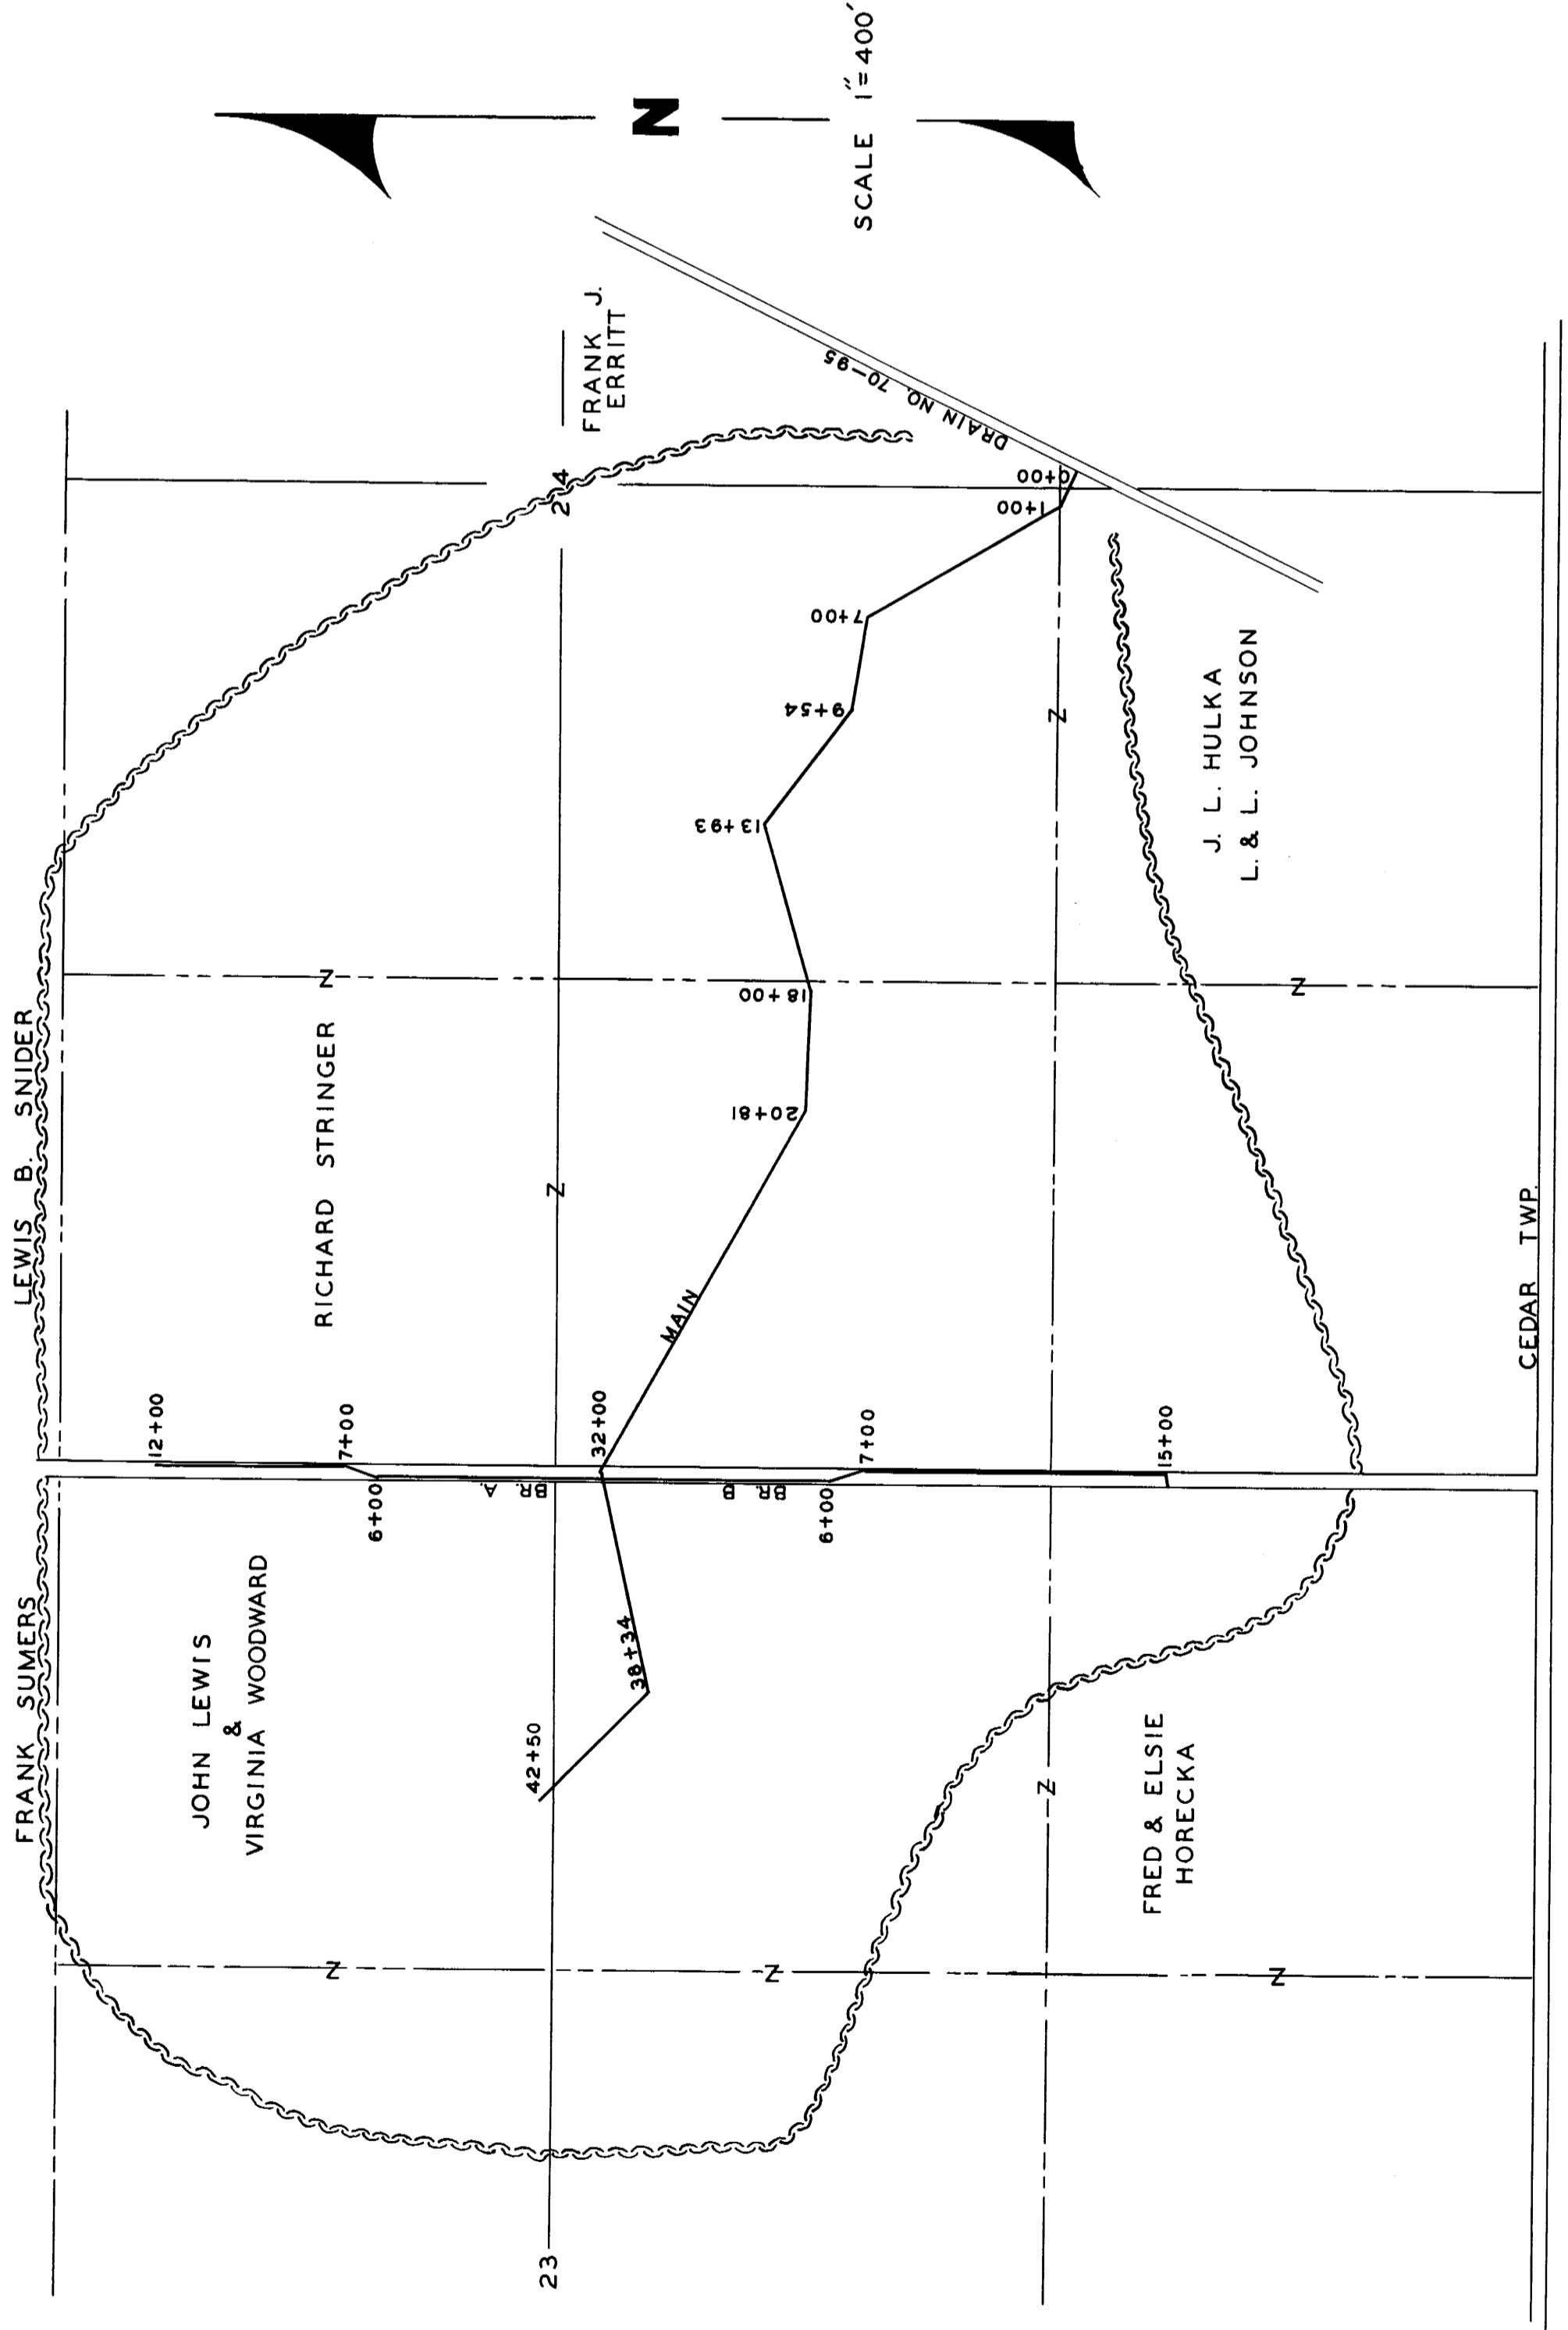 LEWIS B. SNIDER
FRANK SUMERS
RICHARD STRINGER
JOHN LEWIS
&
VIRGINIA WOODWARD
12+00
7+00
6+00
BR. A.
32+00
BR. B
6+00
7+00
15+00
42+50
38+34
MAIN
20+81
18+00
13+93
9+54
7+00
1+00
0+00
DRAIN NO. 70-95
24
23
FRANK J.
ERRITT
J. L. HULKA
L. & L. JOHNSON
FRED & ELSIE
HORECKA
CEDAR TWP.
N
SCALE 1"=400'
Z
Z
Z
Z
Z
Z
Z
Z